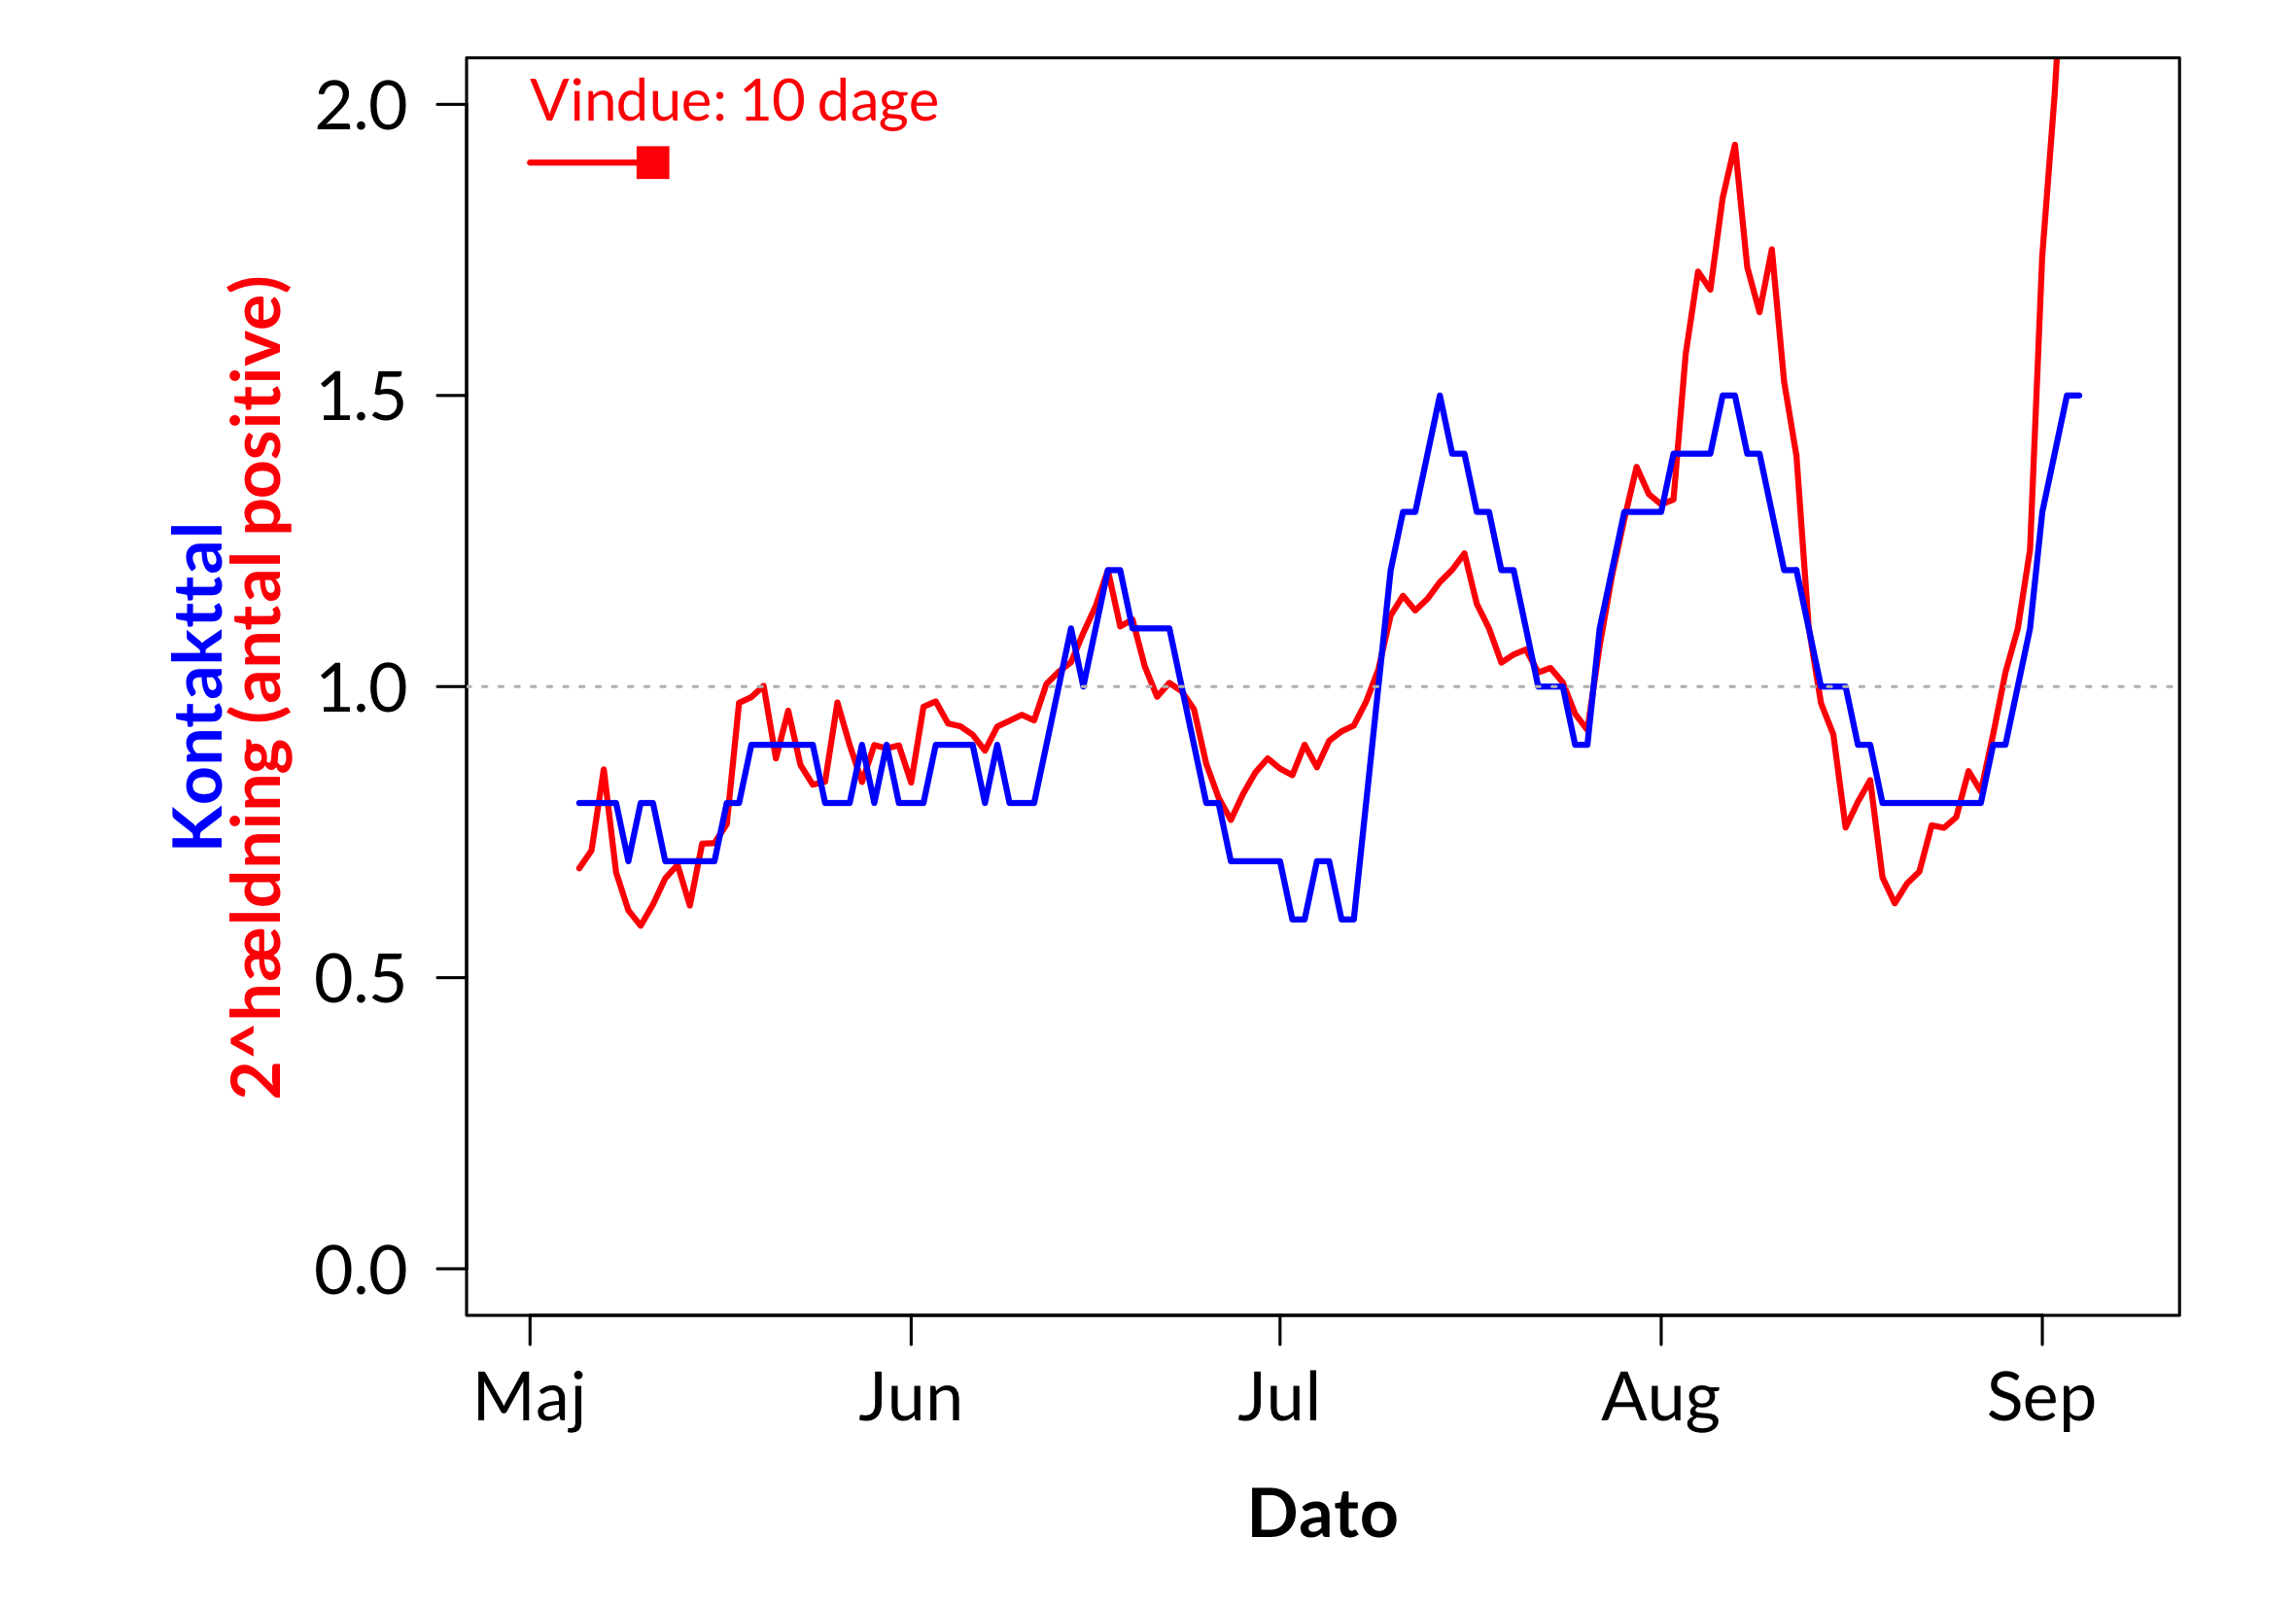 Kontakttal
2^hældning (antal positive)
Vindue: 10 dage
2.0
1.5
1.0
0.5
0.0
Maj Jun Jul Aug Sep
Dato